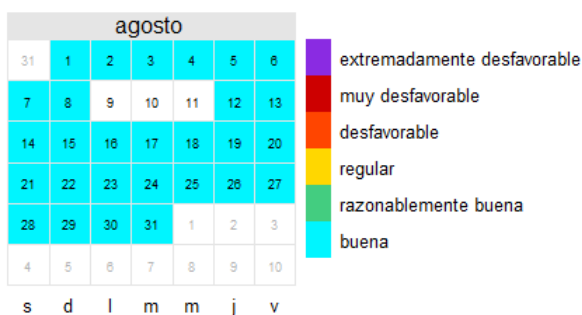 agosto
31 1 2 3 4 5 6
7 8 9 10 11 12 13
14 15 16 17 18 19 20
21 22 23 24 25 26 27
28 29 30 31 1 2 3
4 5 6 7 8 9 10
s d l m m j v
extremadamente desfavorable
muy desfavorable
desfavorable
regular
razonablemente buena
buena